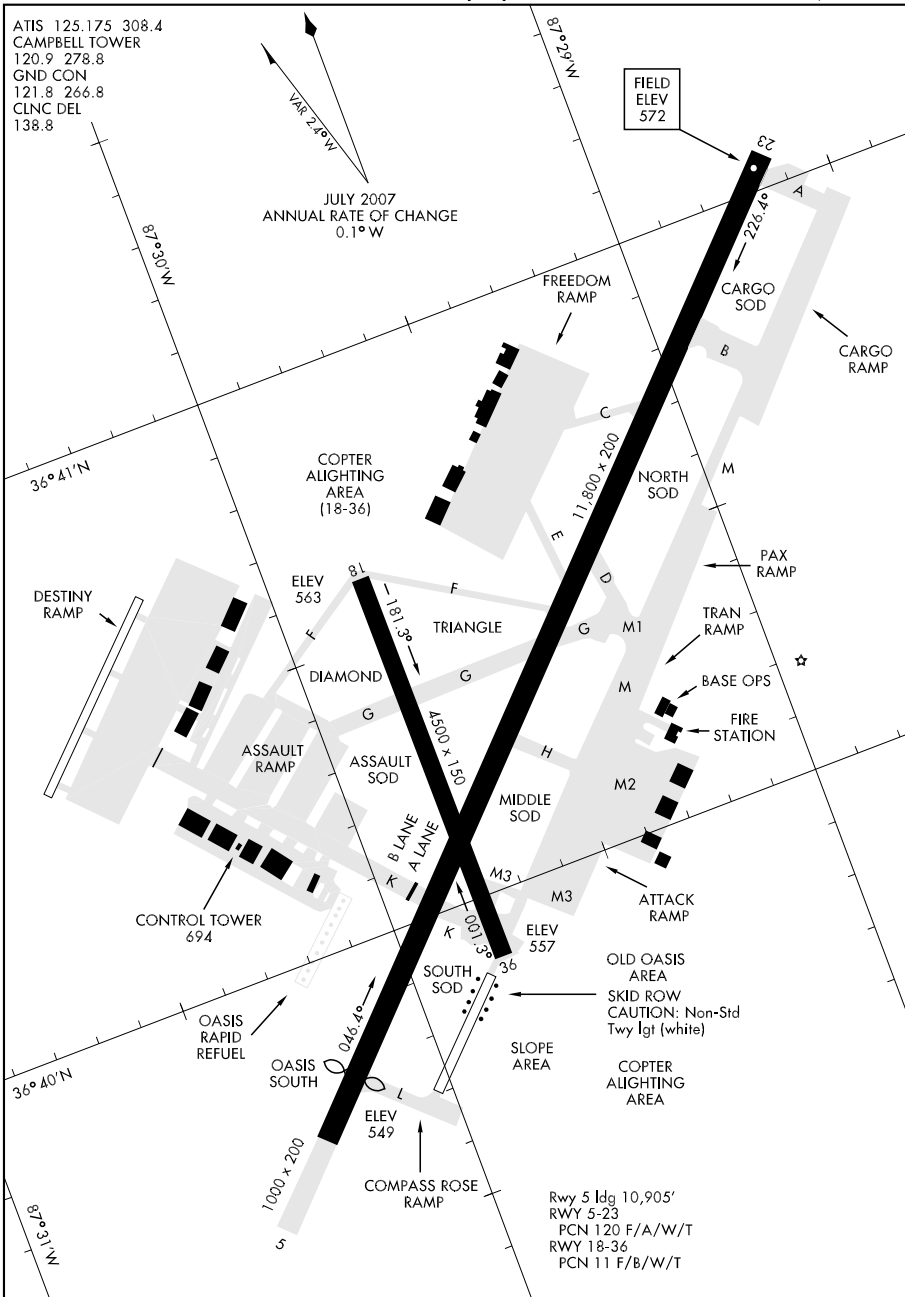 ATIS 125.175 308.4
CAMPBELL TOWER
120.9 278.8
GND CON
121.8 266.8
CLNC DEL
138.8
VAR 2.4° W
JULY 2007
ANNUAL RATE OF CHANGE
0.1° W
87°29'W
FIELD
ELEV
572
23
A
226.4°
87°30'W
FREEDOM
RAMP
CARGO
SOD
CARGO
RAMP
B
C
36°41'N
COPTER
ALIGHTING
AREA
(18-36)
11,800 x 200
NORTH
SOD
M
E
D
PAX
RAMP
DESTINY
RAMP
ELEV
563
18
F
F
181.3°
TRIANGLE
G
M1
TRAN
RAMP
DIAMOND
G
G
M
BASE OPS
FIRE
STATION
4500 x 150
ASSAULT
RAMP
ASSAULT
SOD
H
M2
MIDDLE
SOD
B LANE
A LANE
K
K
M3
M3
ATTACK
RAMP
CONTROL TOWER
694
001.3°
ELEV
557
36
SOUTH
SOD
OLD OASIS
AREA
SKID ROW
CAUTION: Non-Std
Twy lgt (white)
OASIS
RAPID
REFUEL
046.4°
SLOPE
AREA
COPTER
ALIGHTING
AREA
36°40'N
OASIS
SOUTH
L
ELEV
549
1000 x 200
COMPASS ROSE
RAMP
5
87°31'W
Rwy 5 ldg 10,905'
RWY 5-23
PCN 120 F/A/W/T
RWY 18-36
PCN 11 F/B/W/T